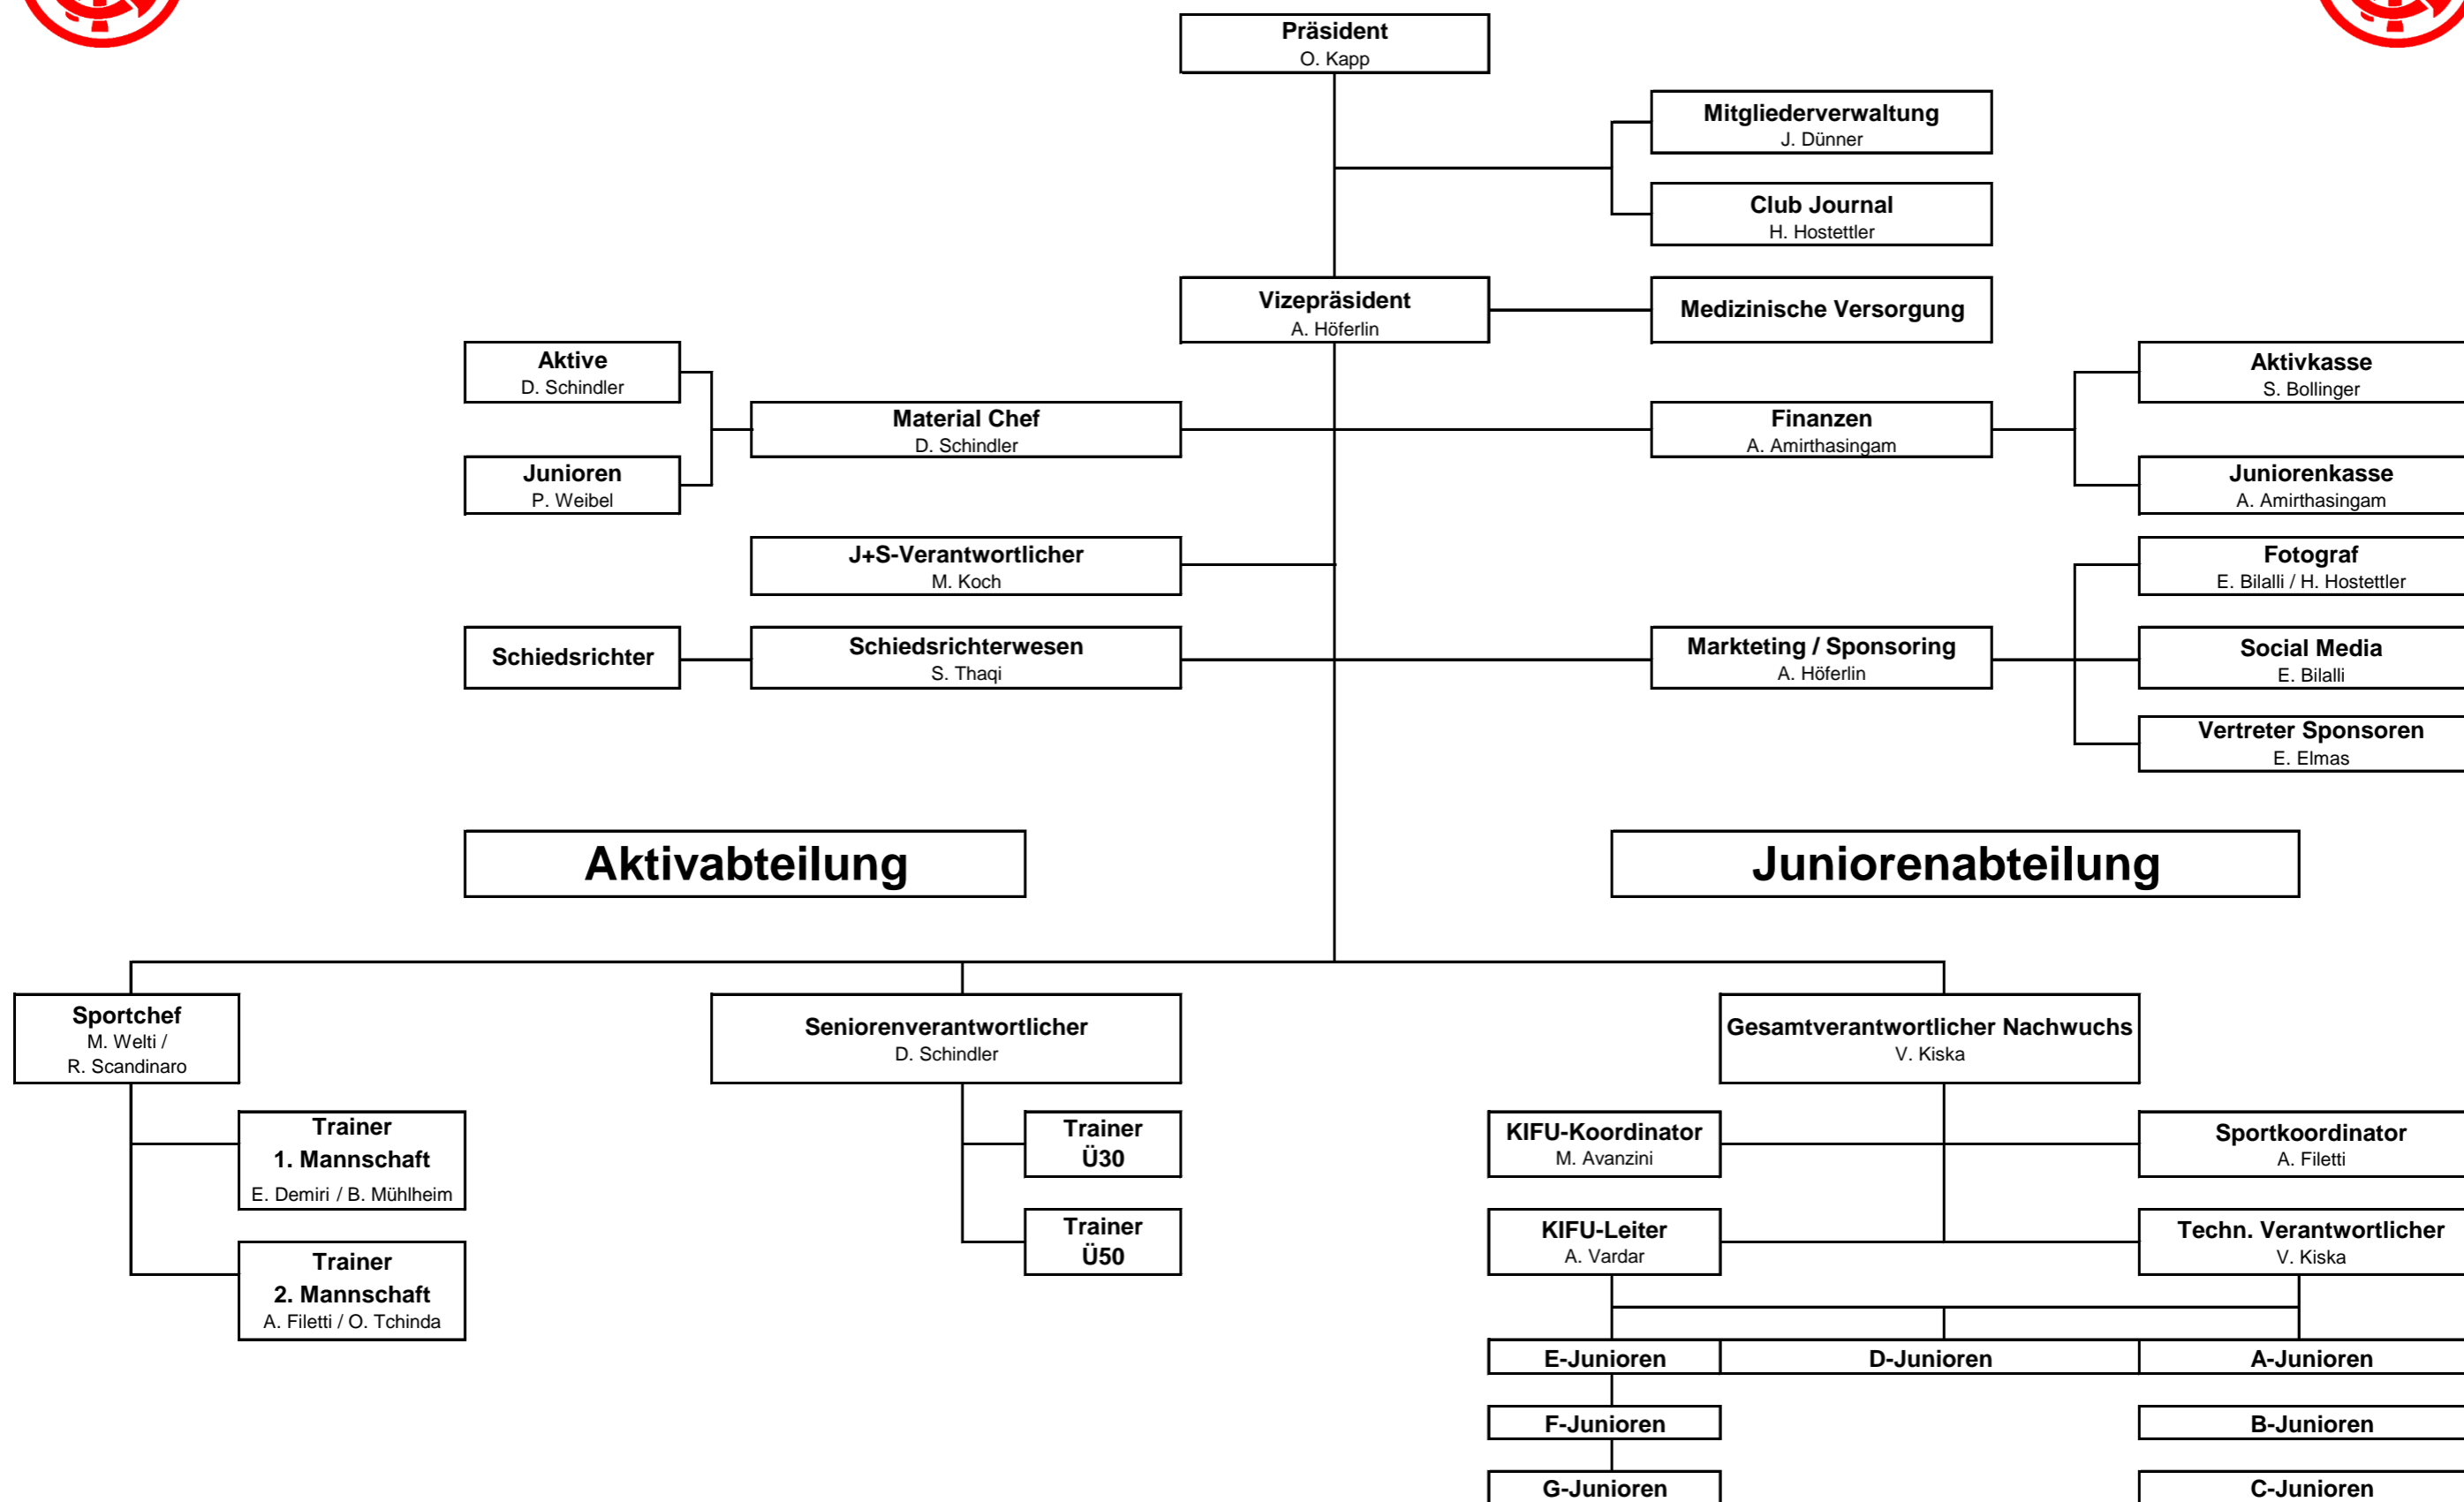 Präsident
O. Kapp
Mitgliederverwaltung
J. Dünner
Club Journal
H. Hostettler
Vizepräsident
A. Höferlin
Medizinische Versorgung
Aktive
D. Schindler
Material Chef
D. Schindler
Junioren
P. Weibel
Finanzen
A. Amirthasingam
Aktivkasse
S. Bollinger
Juniorenkasse
A. Amirthasingam
J+S-Verantwortlicher
M. Koch
Fotograf
E. Bilalli / H. Hostettler
Schiedsrichter
Schiedsrichterwesen
S. Thaqi
Markteting / Sponsoring
A. Höferlin
Social Media
E. Bilalli
Vertreter Sponsoren
E. Elmas
Aktivabteilung
Juniorenabteilung
Sportchef
M. Welti /
R. Scandinaro
Seniorenverantwortlicher
D. Schindler
Gesamtverantwortlicher Nachwuchs
V. Kiska
Trainer
1. Mannschaft
E. Demiri / B. Mühlheim
Trainer
Ü30
KIFU-Koordinator
M. Avanzini
Sportkoordinator
A. Filetti
Trainer
2. Mannschaft
A. Filetti / O. Tchinda
Trainer
Ü50
KIFU-Leiter
A. Vardar
Techn. Verantwortlicher
V. Kiska
E-Junioren
D-Junioren
A-Junioren
F-Junioren
B-Junioren
G-Junioren
C-Junioren